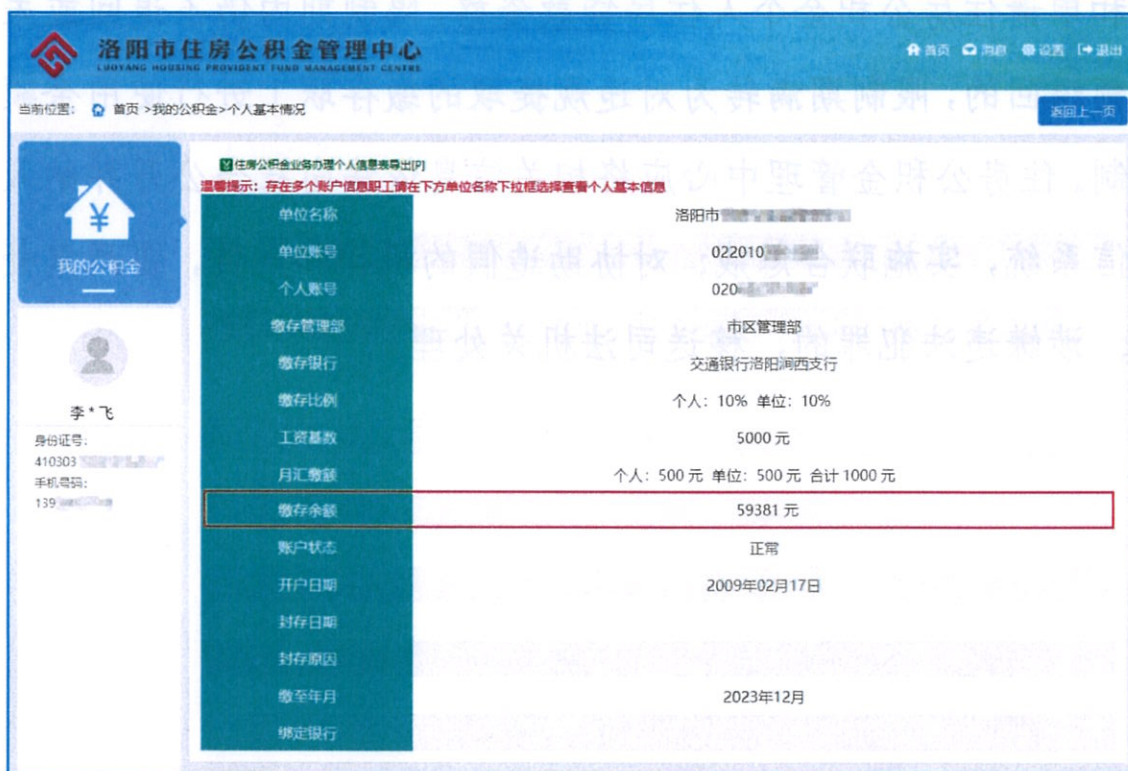 洛阳市住房公积金管理中心
LUOYANG HOUSING PROVIDENT FUND MANAGEMENT CENTRE
首页 消息 设置 退出
当前位置: 首页 >我的公积金>个人基本情况
返回上一页
住房公积金业务办理个人信息表导出[P]
温馨提示:存在多个账户信息职工请在下方单位名称下拉框选择查看个人基本信息
我的公积金
李*飞
身份证号:
410303
手机号码:
139
单位名称 洛阳市
单位账号 022010
个人账号 020
缴存管理部 市区管理部
缴存银行 交通银行洛阳涧西支行
缴存比例 个人:10% 单位:10%
工资基数 5000 元
月汇缴额 个人:500 元 单位:500 元 合计 1000 元
缴存余额 59381 元
账户状态 正常
开户日期 2009年02月17日
封存日期
封存原因
缴至年月 2023年12月
绑定银行